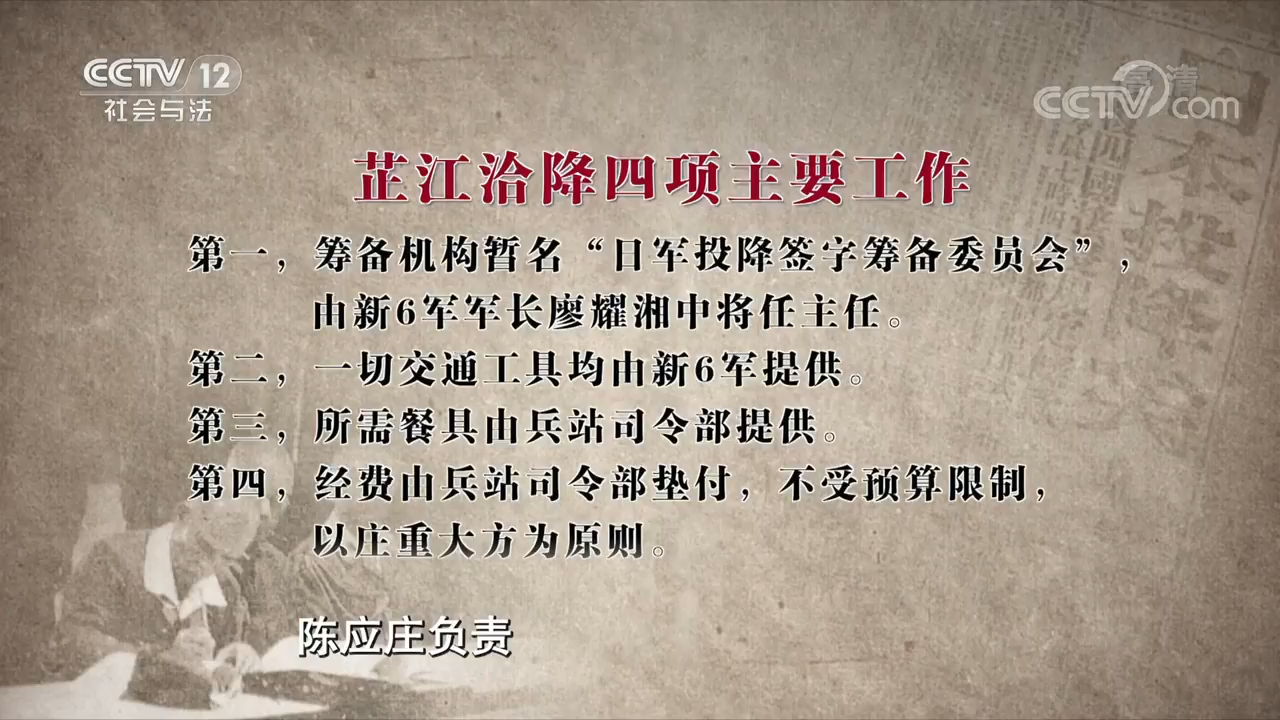 CCTV 12
社会与法
高清
CCTV com
芷江洽降四项主要工作
第一，筹备机构暂名“日军投降签字筹备委员会”，
由新6军军长廖耀湘中将任主任。
第二，一切交通工具均由新6军提供。
第三，所需餐具由兵站司令部提供。
第四，经费由兵站司令部垫付，不受预算限制，
以庄重大方为原则。
陈应庄负责